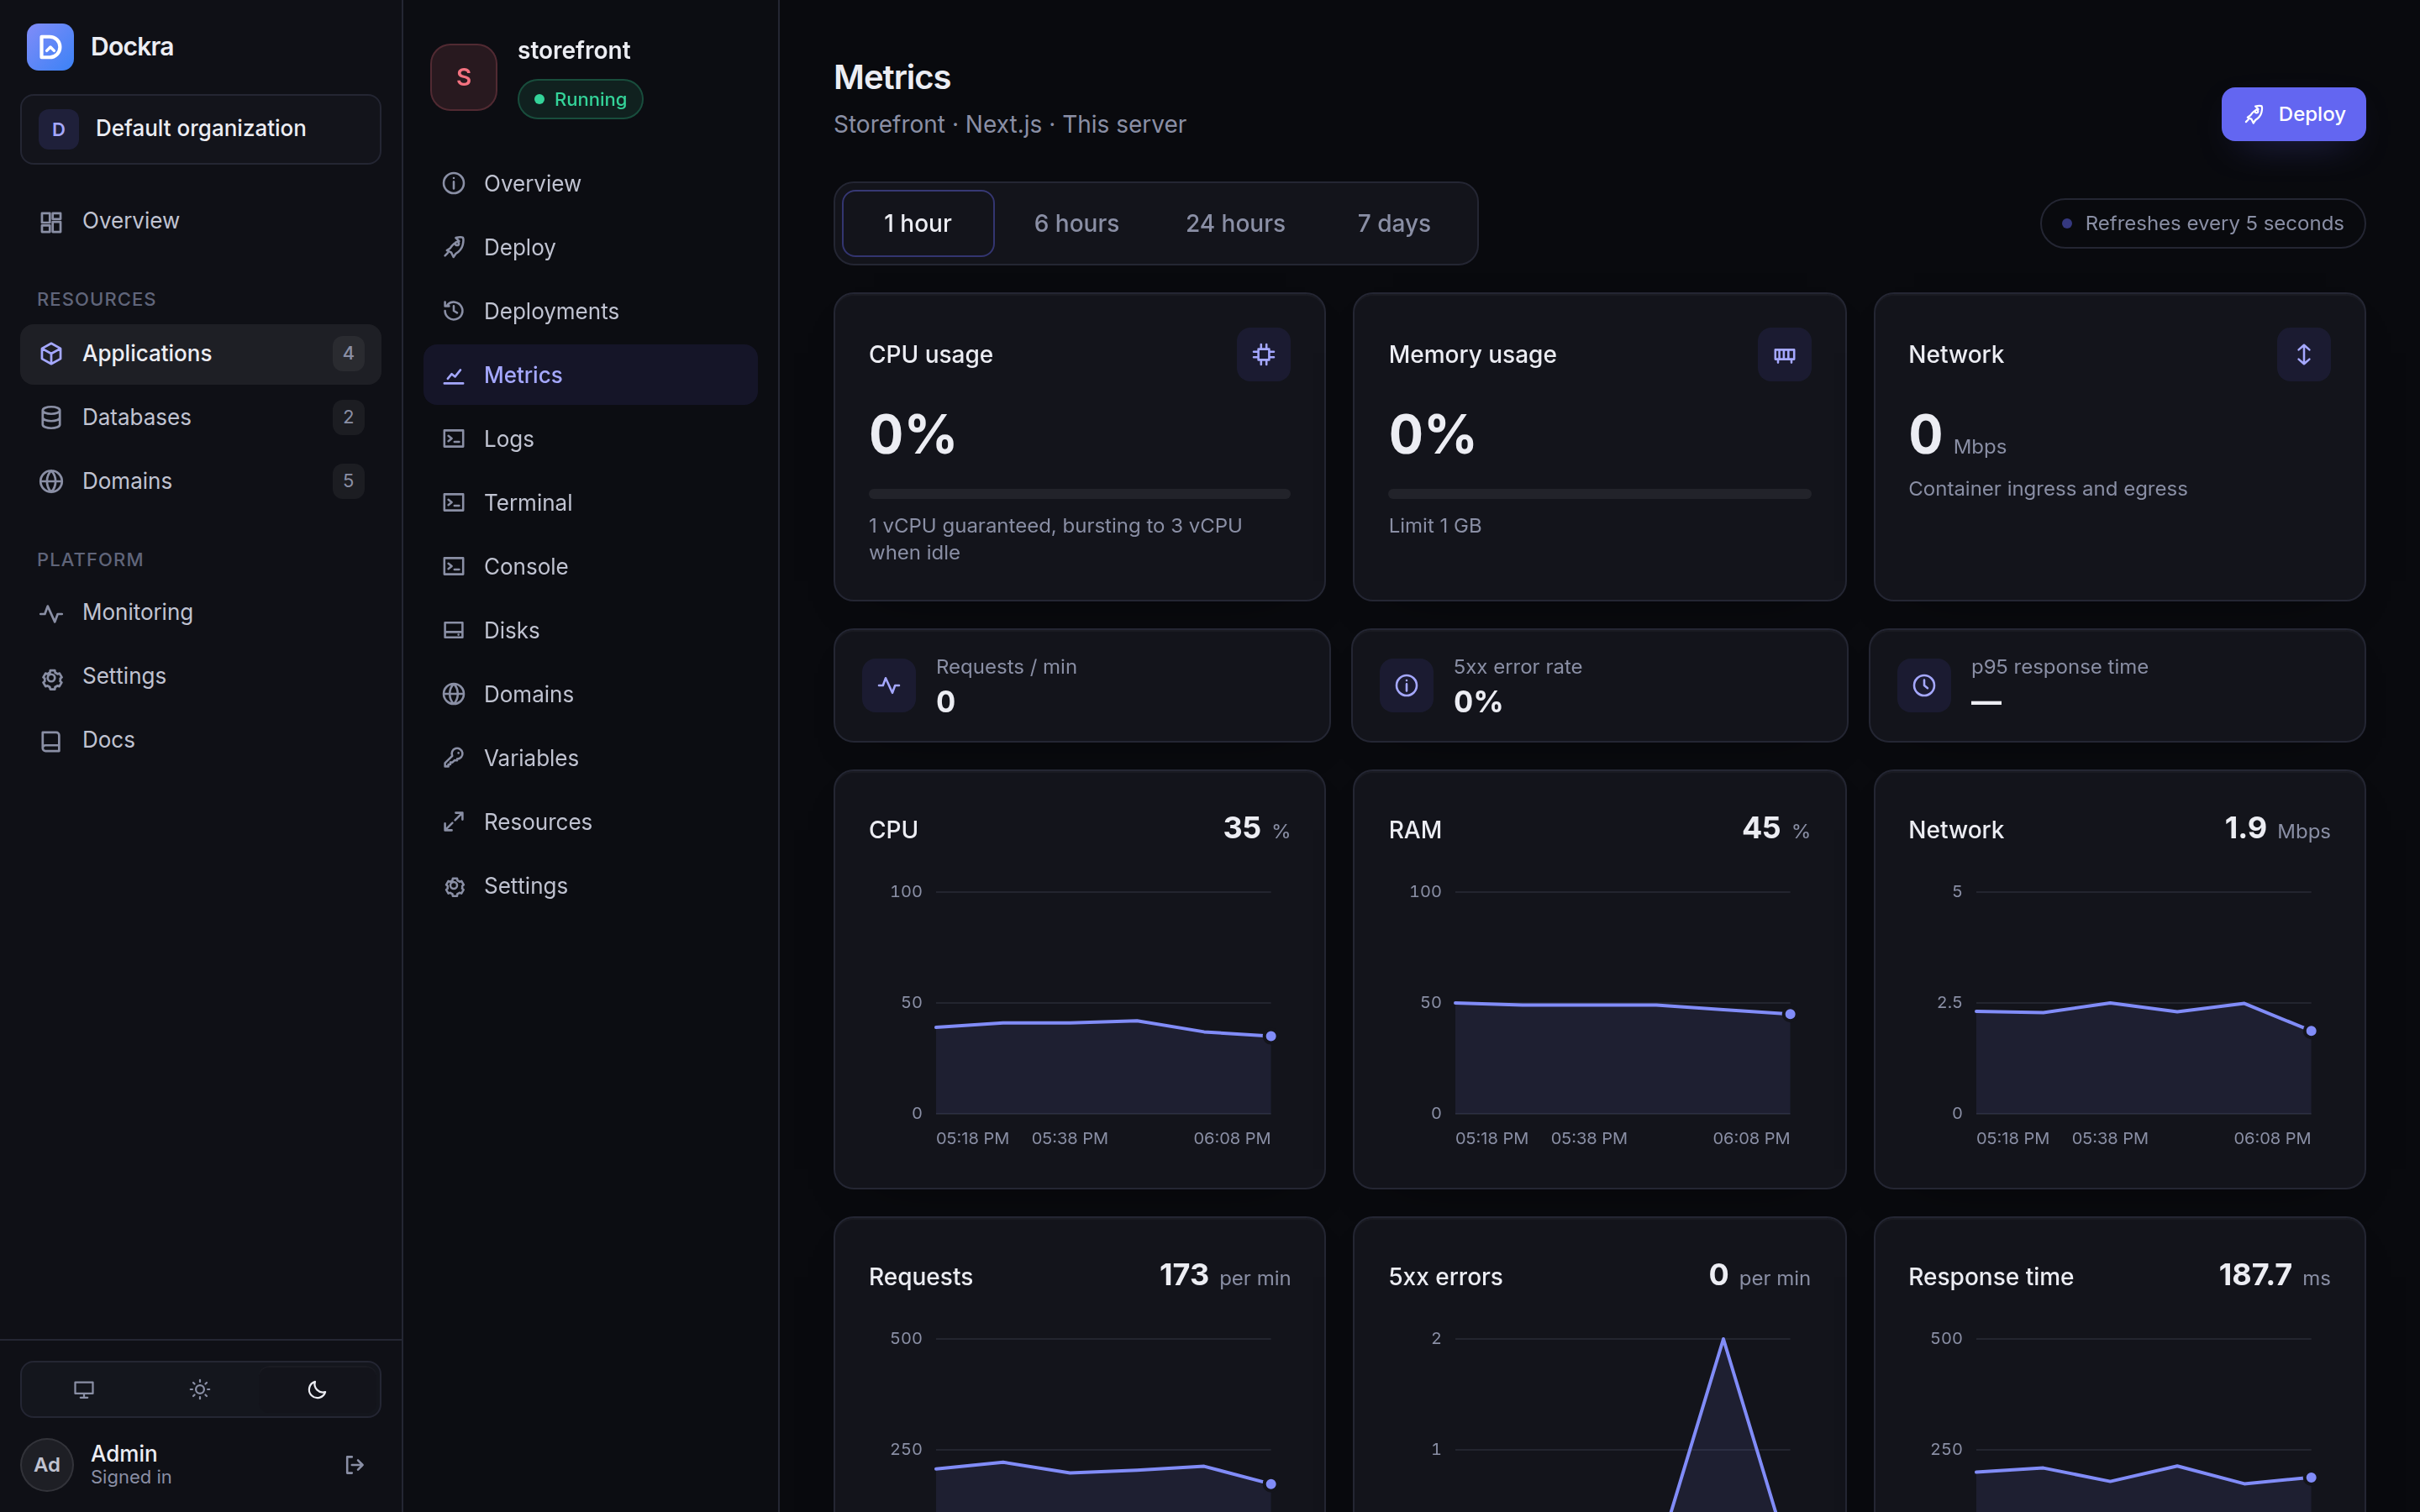 Dockra
D Default organization
Overview
RESOURCES
Applications 4
Databases 2
Domains 5
PLATFORM
Monitoring
Settings
Docs
Ad
Admin
Signed in
S
storefront
Running
Overview
Deploy
Deployments
Metrics
Logs
Terminal
Console
Disks
Domains
Variables
Resources
Settings
Metrics
Storefront · Next.js · This server
Deploy
1 hour 6 hours 24 hours 7 days
Refreshes every 5 seconds
CPU usage
0%
1 vCPU guaranteed, bursting to 3 vCPU
when idle
Memory usage
0%
Limit 1 GB
Network
0 Mbps
Container ingress and egress
Requests / min
0
5xx error rate
0%
p95 response time
—
CPU 35 %
100
50
0
05:18 PM 05:38 PM 06:08 PM
RAM 45 %
100
50
0
05:18 PM 05:38 PM 06:08 PM
Network 1.9 Mbps
5
2.5
0
05:18 PM 05:38 PM 06:08 PM
Requests 173 per min
500
250
5xx errors 0 per min
2
1
Response time 187.7 ms
500
250